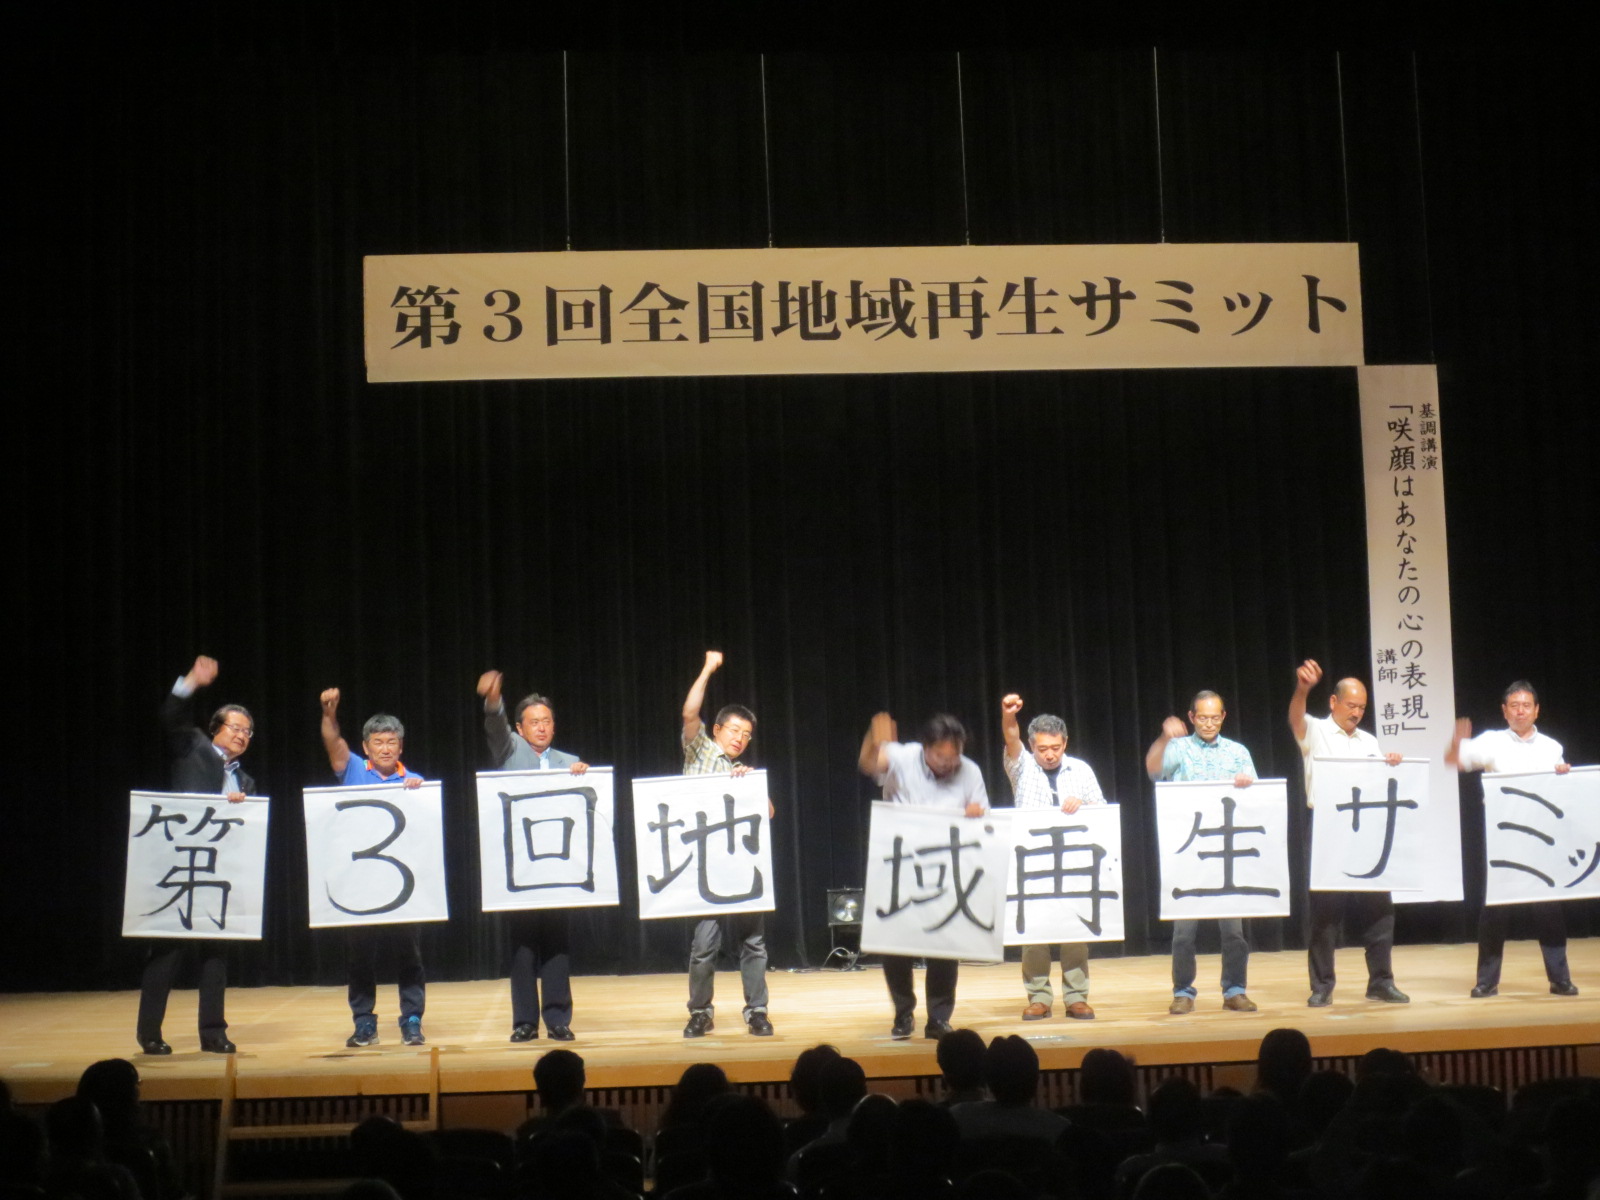 第3回全国地域再生サミット
基調講演
「咲顔はあなたの心の表現」
講師 喜田
第
3
回
地
域
再
生
サ
ミッ